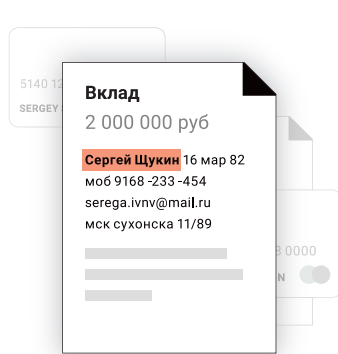 5140 12
SERGEY
Вклад
2 000 000 руб
Сергей Щукин 16 мар 82
моб 9168 -233 -454
serega.ivnv@mail.ru
мск сухонска 11/89
0000
N